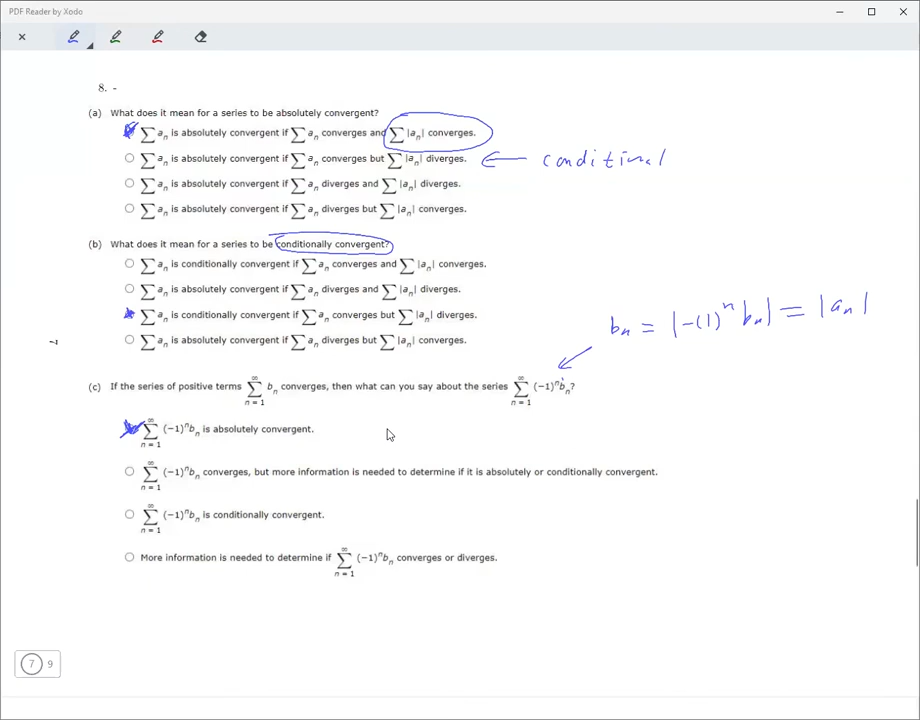 PDF Reader by Xodo
8. -
(a) What does it mean for a series to be absolutely convergent?
∑ aₙ is absolutely convergent if ∑ aₙ converges and ∑ |aₙ| converges.
∑ aₙ is absolutely convergent if ∑ aₙ converges but ∑ |aₙ| diverges. ← conditinal
∑ aₙ is absolutely convergent if ∑ aₙ diverges and ∑ |aₙ| diverges.
∑ aₙ is absolutely convergent if ∑ aₙ diverges but ∑ |aₙ| converges.
(b) What does it mean for a series to be conditionally convergent?
∑ aₙ is conditionally convergent if ∑ aₙ converges and ∑ |aₙ| converges.
∑ aₙ is conditionally convergent if ∑ aₙ diverges and ∑ |aₙ| diverges.
∑ aₙ is conditionally convergent if ∑ aₙ converges but ∑ |aₙ| diverges.
∑ aₙ is conditionally convergent if ∑ aₙ diverges but ∑ |aₙ| converges.
bₙ = |-(1)ⁿ bₙ| = |aₙ|
(c) If the series of positive terms ∞ ∑ n = 1 bₙ converges, then what can you say about the series ∞ ∑ n = 1 (−1)ⁿbₙ?
∞ ∑ n = 1 (−1)ⁿbₙ is absolutely convergent.
∞ ∑ n = 1 (−1)ⁿbₙ converges, but more information is needed to determine if it is absolutely or conditionally convergent.
∞ ∑ n = 1 (−1)ⁿbₙ is conditionally convergent.
More information is needed to determine if ∞ ∑ n = 1 (−1)ⁿbₙ converges or diverges.
7 9